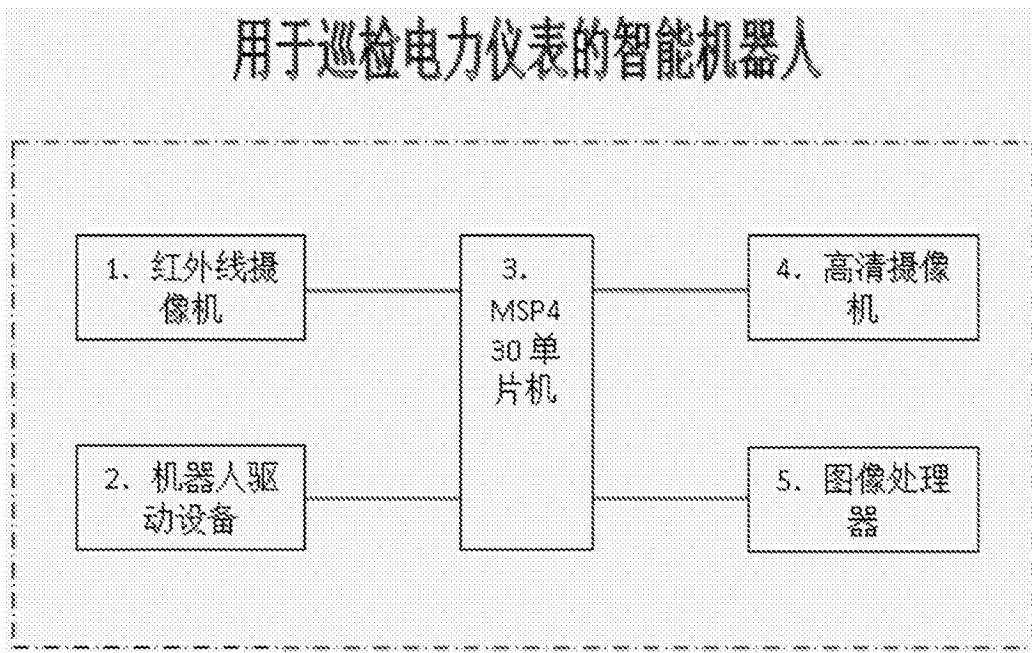 用于巡检电力仪表的智能机器人
1. 红外线摄
像机
2. 机器人驱
动设备
3.
MSP4
30 单
片机
4. 高清摄像
机
5. 图像处理
器